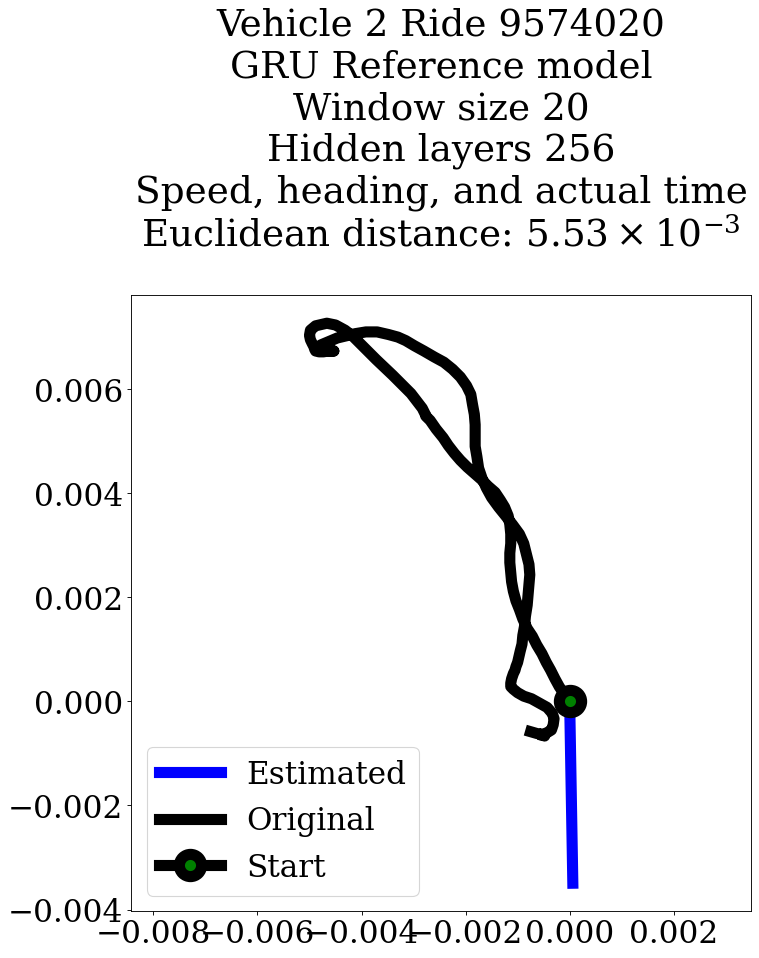 Vehicle 2 Ride 9574020
GRU Reference model
Window size 20
Hidden layers 256
Speed, heading, and actual time
Euclidean distance: 5.53 × 10⁻³
0.006
0.004
0.002
0.000
−0.002
−0.004
Estimated
Original
Start
−0.008 −0.006 −0.004 −0.002 0.000 0.002